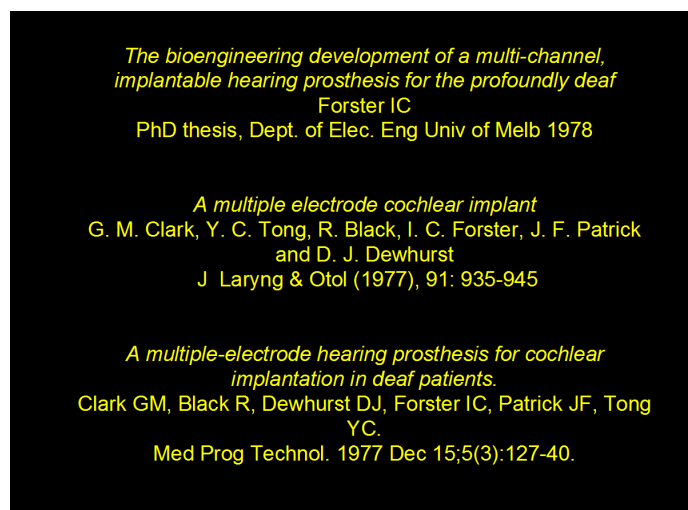 The bioengineering development of a multi-channel,
implantable hearing prosthesis for the profoundly deaf
Forster IC
PhD thesis, Dept. of Elec. Eng Univ of Melb 1978
A multiple electrode cochlear implant
G. M. Clark, Y. C. Tong, R. Black, I. C. Forster, J. F. Patrick
and D. J. Dewhurst
J  Laryng & Otol (1977), 91: 935-945
A multiple-electrode hearing prosthesis for cochlear
implantation in deaf patients.
Clark GM, Black R, Dewhurst DJ, Forster IC, Patrick JF, Tong
YC.
Med Prog Technol. 1977 Dec 15;5(3):127-40.